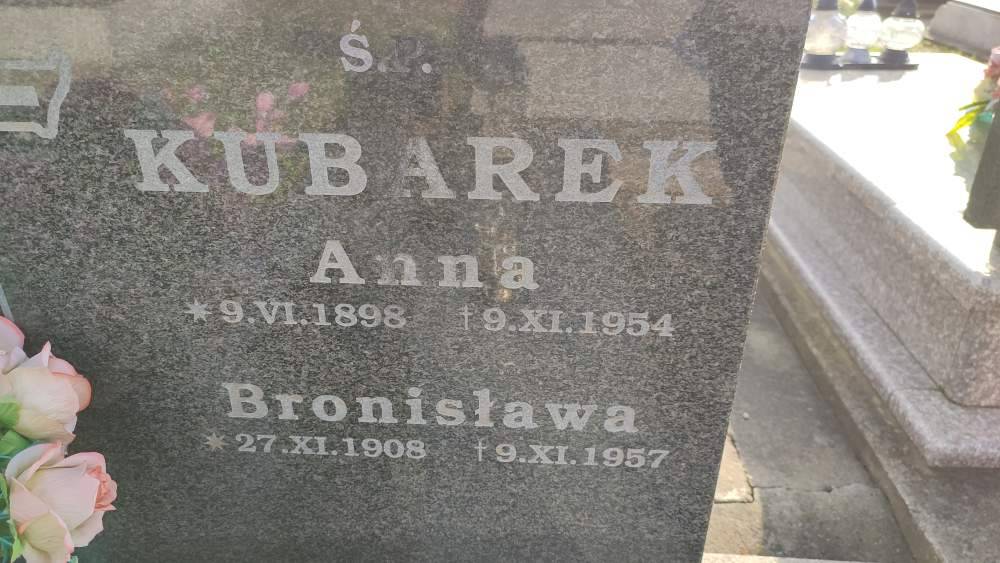 Ś.P.
KUBAREK
Anna
* 9.VI.1898 † 9.XI.1954
Bronisława
* 27.XI.1908 † 9.XI.1957